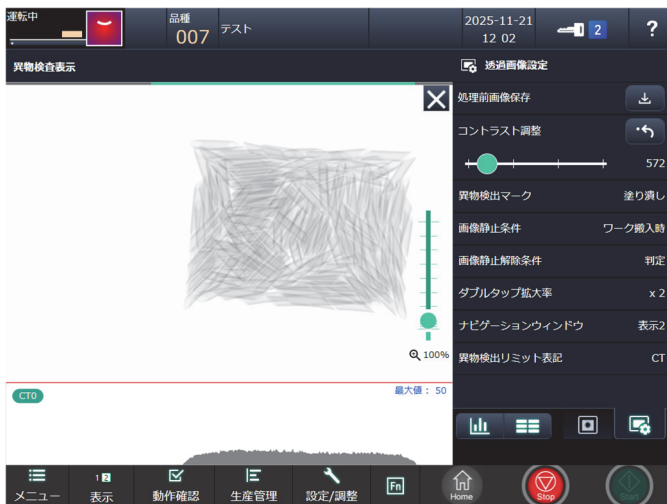 運転中
品種
007
テスト
2025-11-21
12 02
2
?
異物検査表示
透過画像設定
処理前画像保存
コントラスト調整
572
異物検出マーク 塗り潰し
画像静止条件 ワーク搬入時
画像静止解除条件 判定
ダブルタップ拡大率 x 2
ナビゲーションウィンドウ 表示2
異物検出リミット表記 CT
100%
CT0
最大値： 50
メニュー
1 2
表示
動作確認
生産管理
設定/調整
Fn
Home
Stop
Start